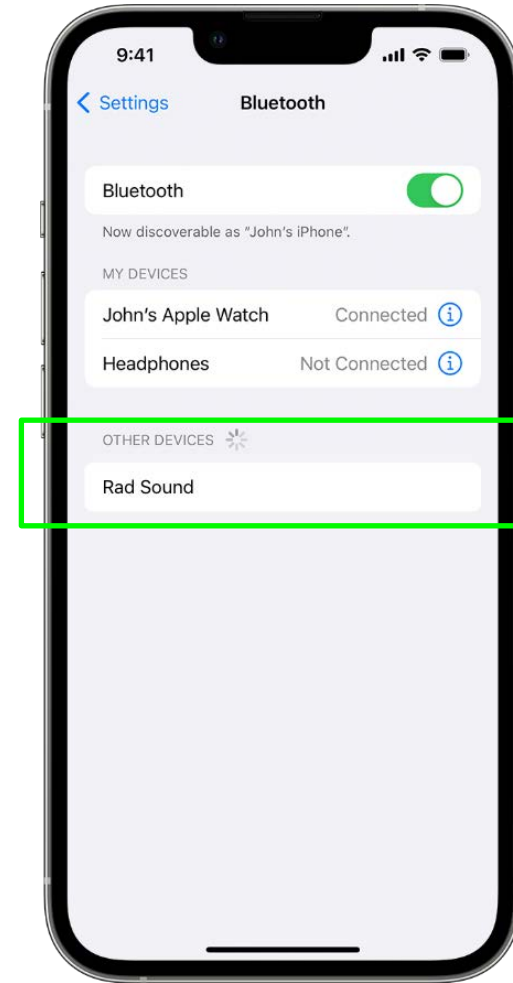 9:41
Settings
Bluetooth
Bluetooth
Now discoverable as "John's iPhone".
MY DEVICES
John's Apple Watch Connected
Headphones Not Connected
OTHER DEVICES
Rad Sound